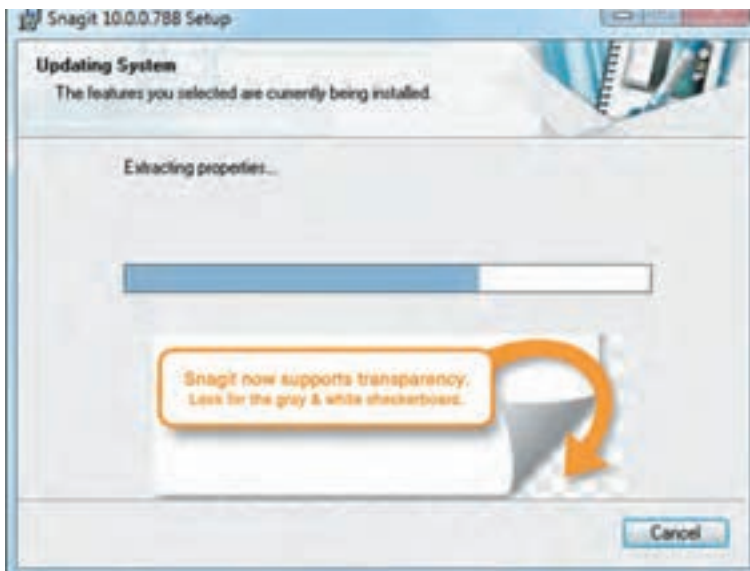 Snagit 10.0.0.788 Setup
Updating System
The features you selected are currently being installed.
Extracting properties...
Snagit now supports transparency.
Look for the gray & white checkerboard.
Cancel